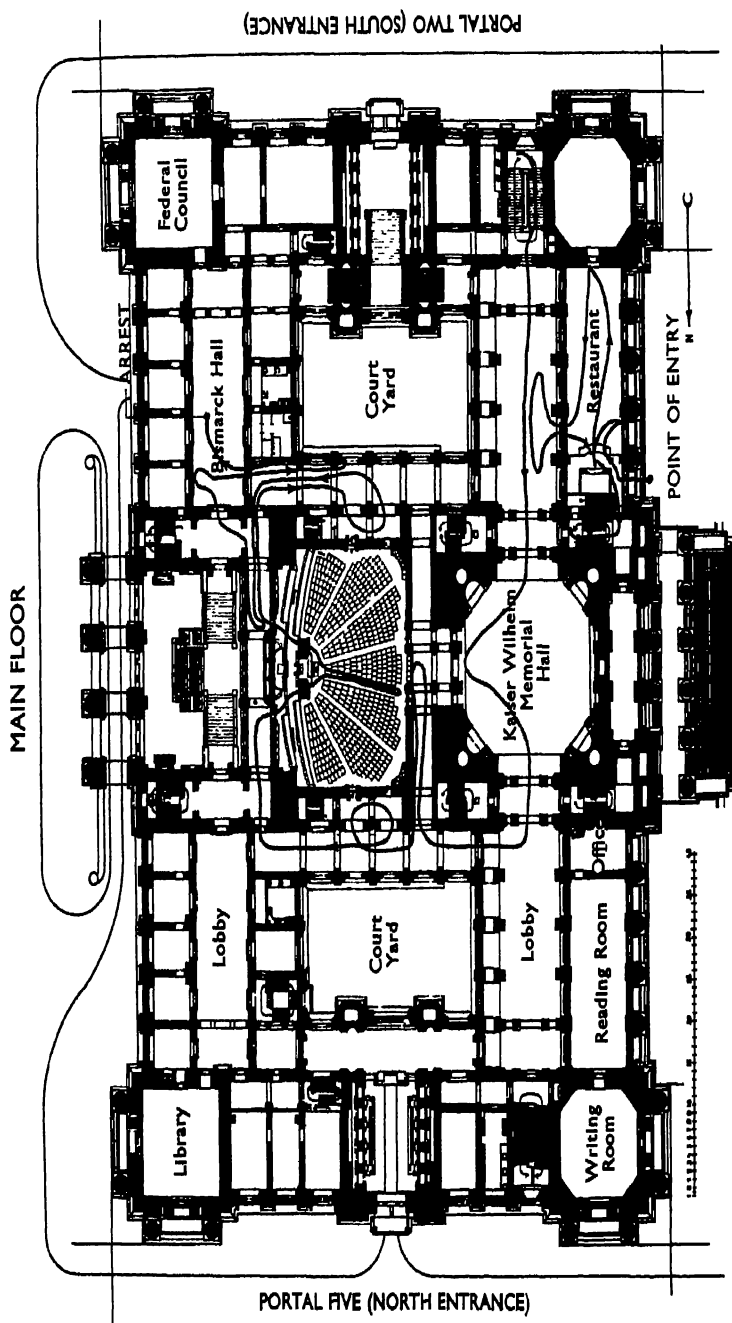 PORTAL TWO (SOUTH ENTRANCE)
Federal
Council
ARREST
Bismarck Hall
Court
Yard
Restaurant
N
POINT OF ENTRY
MAIN FLOOR
Kaiser Wilhelm
Memorial
Hall
Lobby
Court
Yard
Lobby
Office
Reading Room
Library
Writing
Room
PORTAL FIVE (NORTH ENTRANCE)